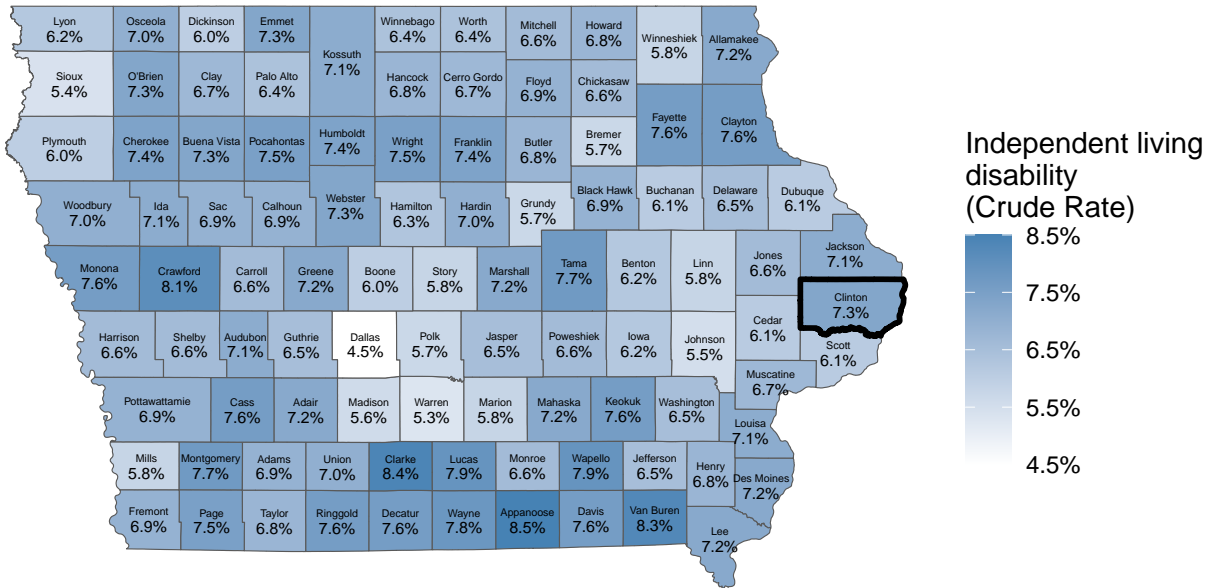 Lyon
6.2%
Osceola
7.0%
Dickinson
6.0%
Emmet
7.3%
Kossuth
7.1%
Winnebago
6.4%
Worth
6.4%
Mitchell
6.6%
Howard
6.8%
Winneshiek
5.8%
Allamakee
7.2%
Sioux
5.4%
O'Brien
7.3%
Clay
6.7%
Palo Alto
6.4%
Hancock
6.8%
Cerro Gordo
6.7%
Floyd
6.9%
Chickasaw
6.6%
Fayette
7.6%
Clayton
7.6%
Plymouth
6.0%
Cherokee
7.4%
Buena Vista
7.3%
Pocahontas
7.5%
Humboldt
7.4%
Wright
7.5%
Franklin
7.4%
Butler
6.8%
Bremer
5.7%
Woodbury
7.0%
Ida
7.1%
Sac
6.9%
Calhoun
6.9%
Webster
7.3%
Hamilton
6.3%
Hardin
7.0%
Grundy
5.7%
Black Hawk
6.9%
Buchanan
6.1%
Delaware
6.5%
Dubuque
6.1%
Monona
7.6%
Crawford
8.1%
Carroll
6.6%
Greene
7.2%
Boone
6.0%
Story
5.8%
Marshall
7.2%
Tama
7.7%
Benton
6.2%
Linn
5.8%
Jones
6.6%
Jackson
7.1%
Clinton
7.3%
Harrison
6.6%
Shelby
6.6%
Audubon
7.1%
Guthrie
6.5%
Dallas
4.5%
Polk
5.7%
Jasper
6.5%
Poweshiek
6.6%
Iowa
6.2%
Johnson
5.5%
Cedar
6.1%
Scott
6.1%
Muscatine
6.7%
Pottawattamie
6.9%
Cass
7.6%
Adair
7.2%
Madison
5.6%
Warren
5.3%
Marion
5.8%
Mahaska
7.2%
Keokuk
7.6%
Washington
6.5%
Louisa
7.1%
Mills
5.8%
Montgomery
7.7%
Adams
6.9%
Union
7.0%
Clarke
8.4%
Lucas
7.9%
Monroe
6.6%
Wapello
7.9%
Jefferson
6.5%
Henry
6.8%
Des Moines
7.2%
Fremont
6.9%
Page
7.5%
Taylor
6.8%
Ringgold
7.6%
Decatur
7.6%
Wayne
7.8%
Appanoose
8.5%
Davis
7.6%
Van Buren
8.3%
Lee
7.2%
Independent living
disability
(Crude Rate)
8.5%
7.5%
6.5%
5.5%
4.5%